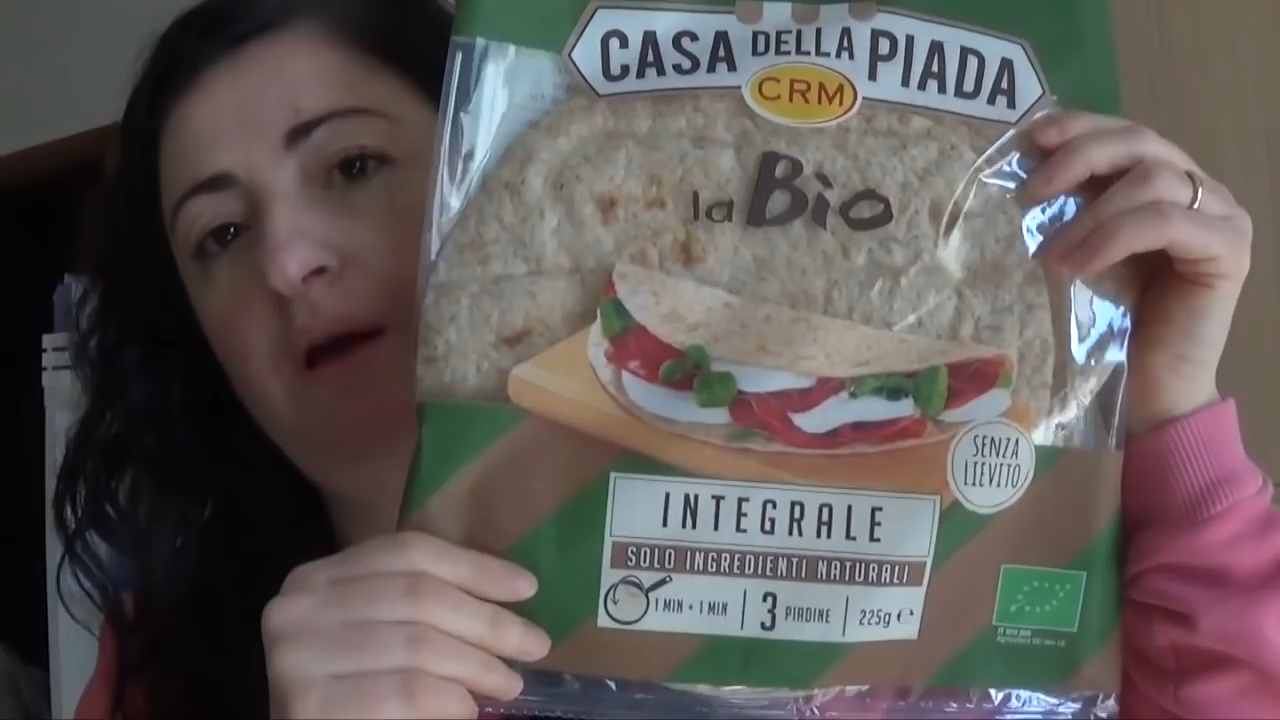 CASA DELLA PIADA
CRM
la Bio
SENZA
LIEVITO
INTEGRALE
SOLO INGREDIENTI NATURALI
1 MIN + 1 MIN
3 PIADINE
225g e